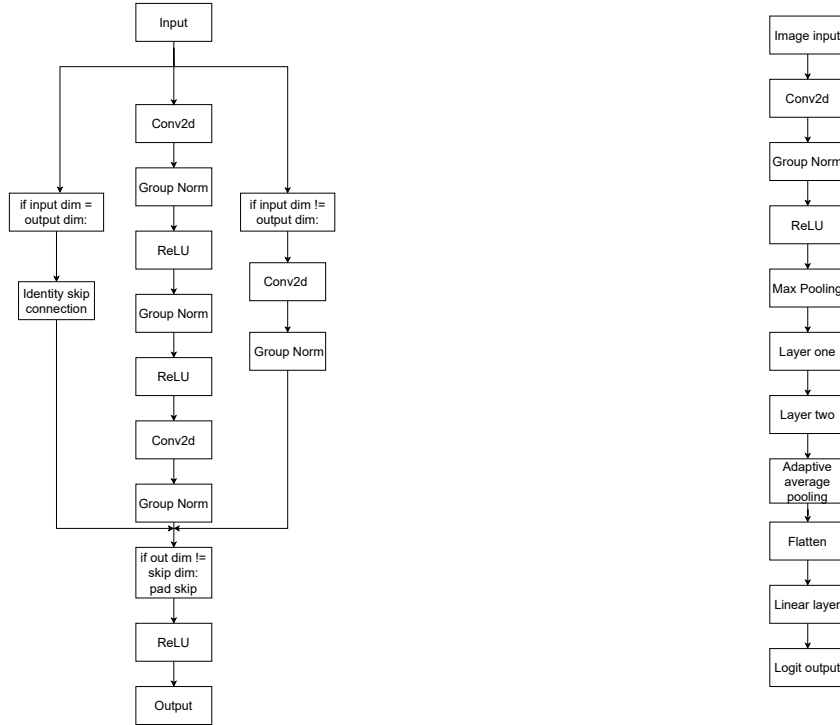 Input
Conv2d
Group Norm
ReLU
Group Norm
ReLU
Conv2d
Group Norm
if input dim =
output dim:
Identity skip
connection
if input dim !=
output dim:
Conv2d
Group Norm
if out dim !=
skip dim:
pad skip
ReLU
Output
Image input
Conv2d
Group Norm
ReLU
Max Pooling
Layer one
Layer two
Adaptive
average
pooling
Flatten
Linear layer
Logit output